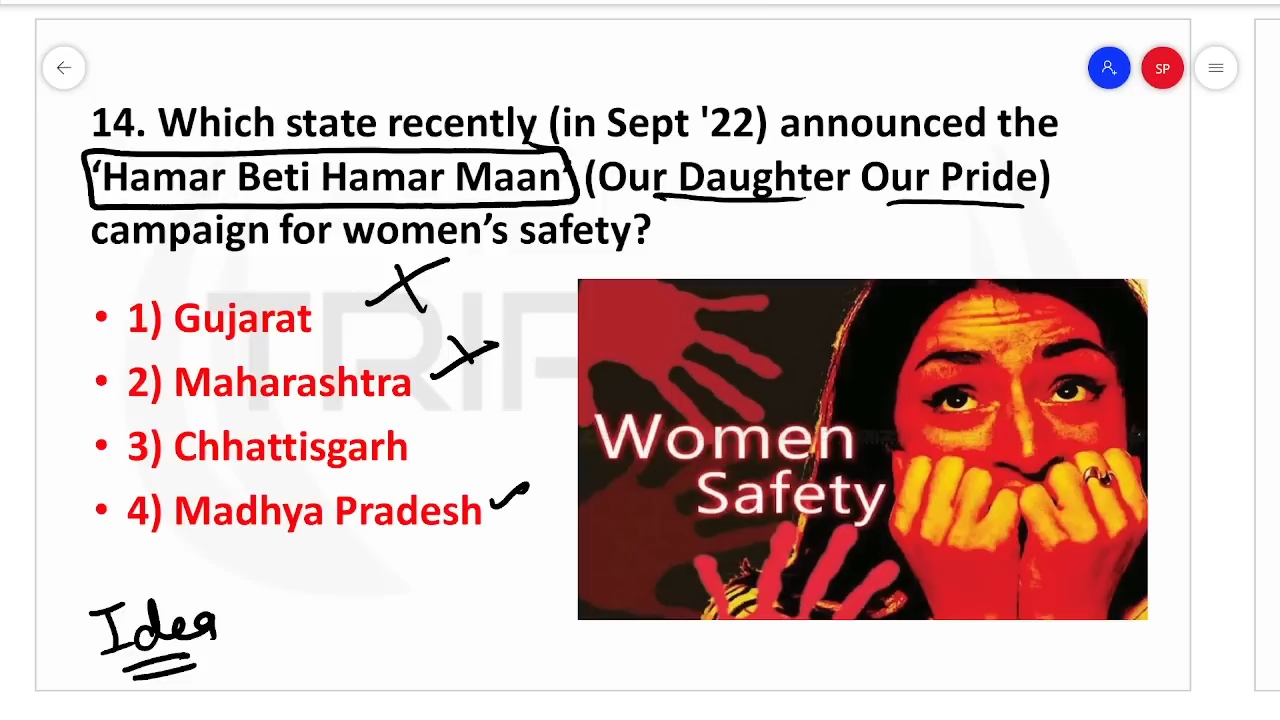 SP
14. Which state recently (in Sept '22) announced the
‘Hamar Beti Hamar Maan’ (Our Daughter Our Pride)
campaign for women’s safety?
• 1) Gujarat
• 2) Maharashtra
• 3) Chhattisgarh
• 4) Madhya Pradesh
Women
Safety
Idea